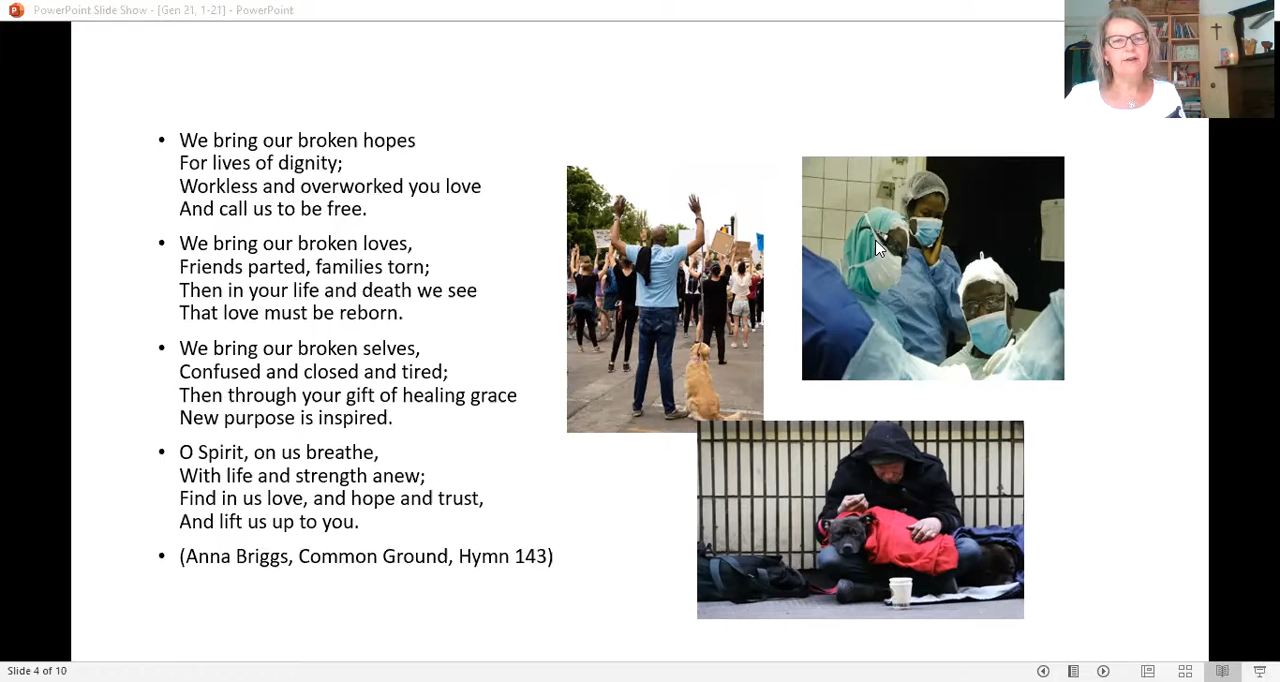 PowerPoint Slide Show - [Gen 21, 1-21] - PowerPoint
• We bring our broken hopes
For lives of dignity;
Workless and overworked you love
And call us to be free.
• We bring our broken loves,
Friends parted, families torn;
Then in your life and death we see
That love must be reborn.
• We bring our broken selves,
Confused and closed and tired;
Then through your gift of healing grace
New purpose is inspired.
• O Spirit, on us breathe,
With life and strength anew;
Find in us love, and hope and trust,
And lift us up to you.
• (Anna Briggs, Common Ground, Hymn 143)
Slide 4 of 10